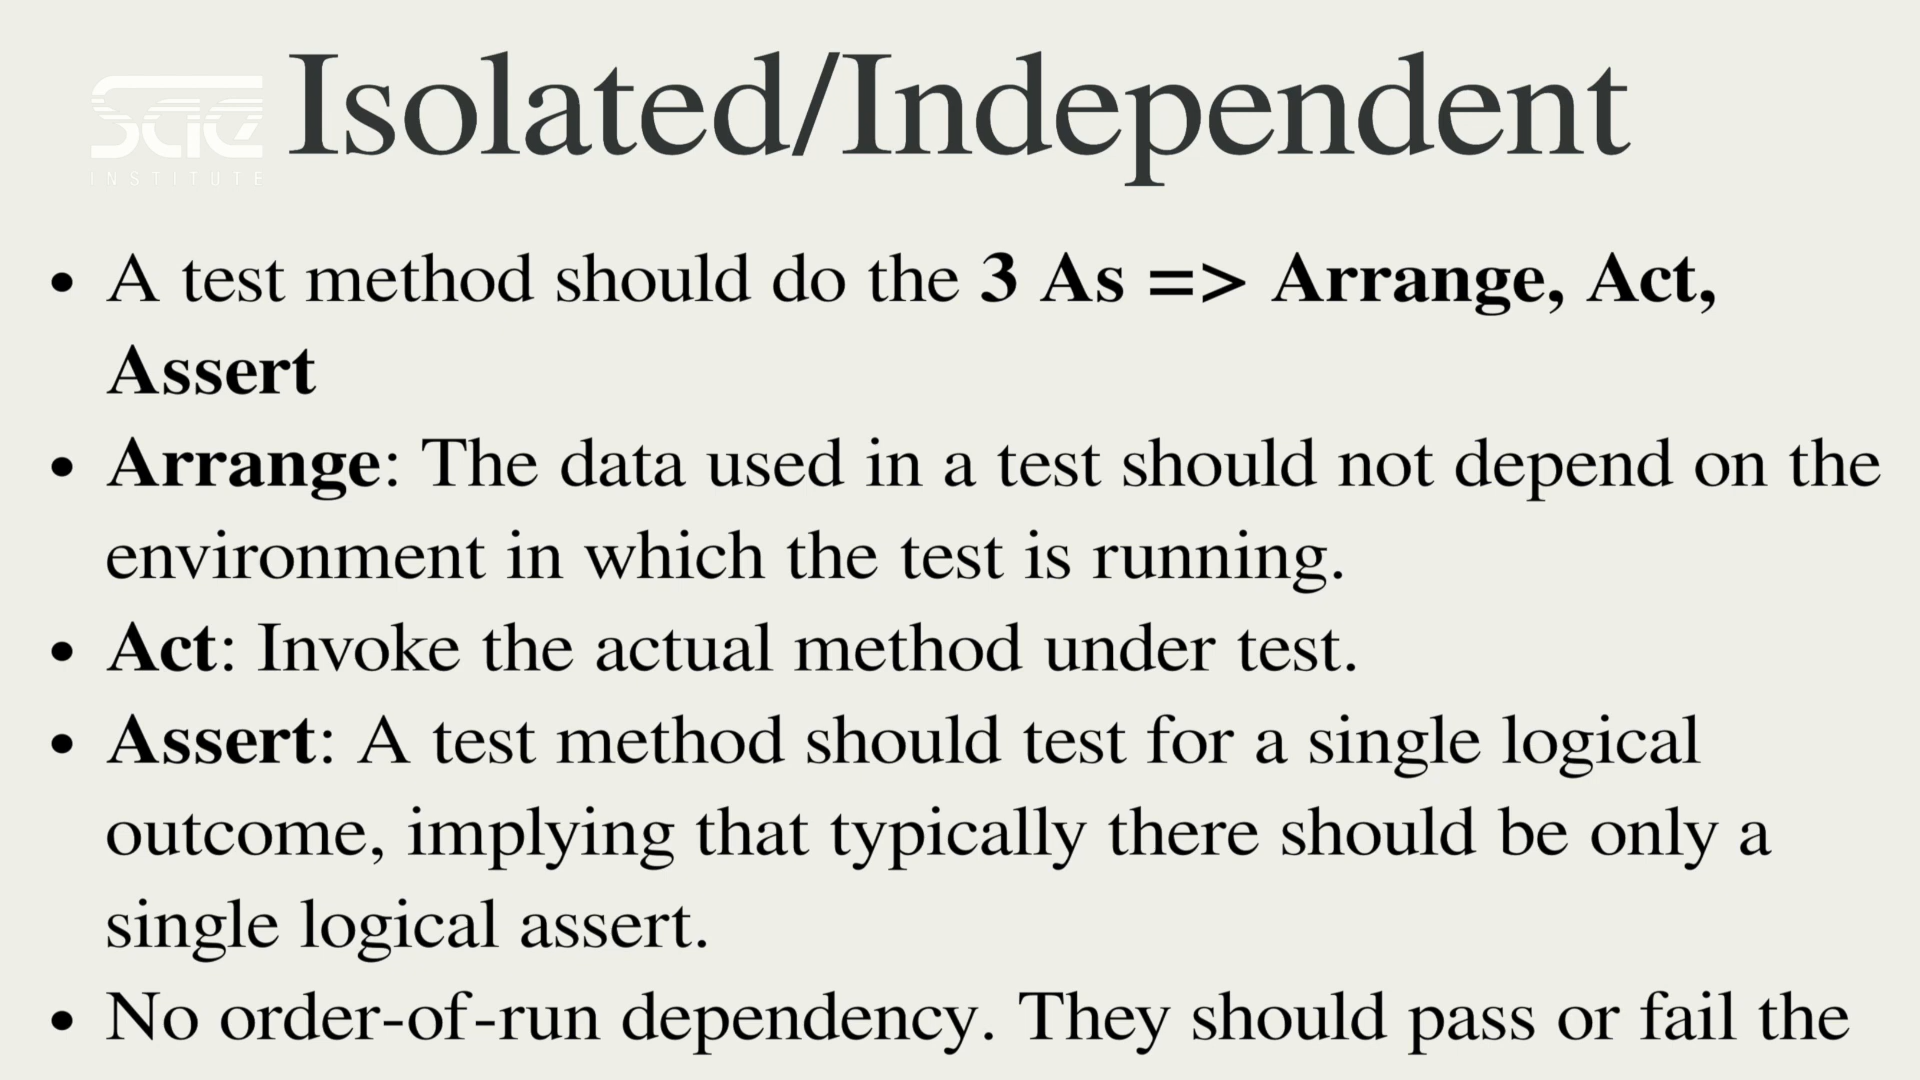 SAE
INSTITUTE
Isolated/Independent
• A test method should do the 3 As => Arrange, Act,
Assert
• Arrange: The data used in a test should not depend on the
environment in which the test is running.
• Act: Invoke the actual method under test.
• Assert: A test method should test for a single logical
outcome, implying that typically there should be only a
single logical assert.
• No order-of-run dependency. They should pass or fail the